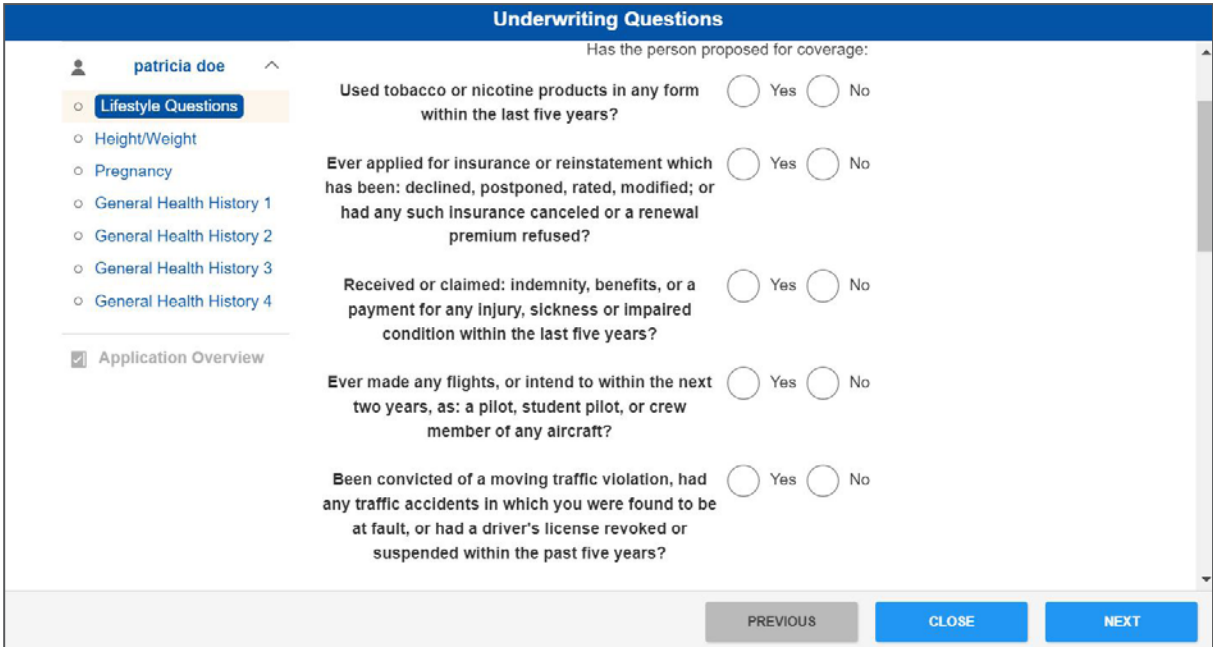 Underwriting Questions
patricia doe
Lifestyle Questions
Height/Weight
Pregnancy
General Health History 1
General Health History 2
General Health History 3
General Health History 4
Application Overview
Has the person proposed for coverage:
Used tobacco or nicotine products in any form
within the last five years?
Yes No
Ever applied for insurance or reinstatement which
has been: declined, postponed, rated, modified; or
had any such insurance canceled or a renewal
premium refused?
Yes No
Received or claimed: indemnity, benefits, or a
payment for any injury, sickness or impaired
condition within the last five years?
Yes No
Ever made any flights, or intend to within the next
two years, as: a pilot, student pilot, or crew
member of any aircraft?
Yes No
Been convicted of a moving traffic violation, had
any traffic accidents in which you were found to be
at fault, or had a driver's license revoked or
suspended within the past five years?
Yes No
PREVIOUS
CLOSE
NEXT